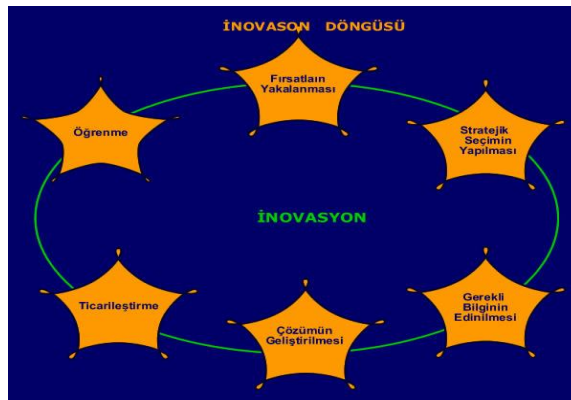 İNOVASON DÖNGÜSÜ
Fırsatlaın
Yakalanması
Stratejik
Seçimin
Yapılması
Gerekli
Bilginin
Edinilmesi
Çözümün
Geliştirilmesi
Ticarileştirme
Öğrenme
İNOVASYON